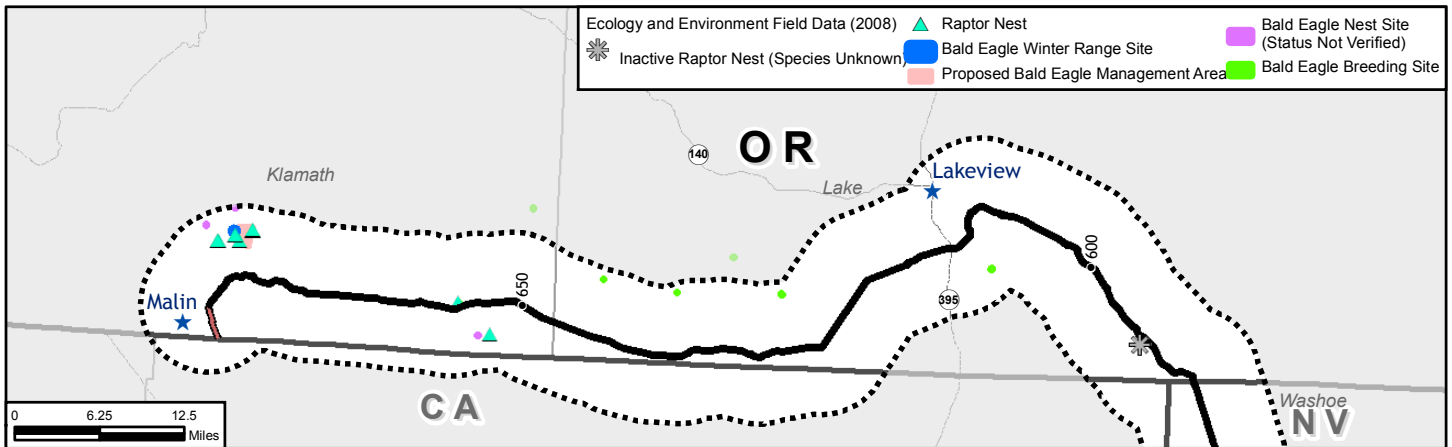 Ecology and Environment Field Data (2008)
Inactive Raptor Nest (Species Unknown)
Raptor Nest
Bald Eagle Winter Range Site
Proposed Bald Eagle Management Area
Bald Eagle Nest Site
(Status Not Verified)
Bald Eagle Breeding Site
OR
140
Klamath
Lake
Lakeview
600
650
395
Malin
CA
Washoe
NV
0 6.25 12.5
Miles